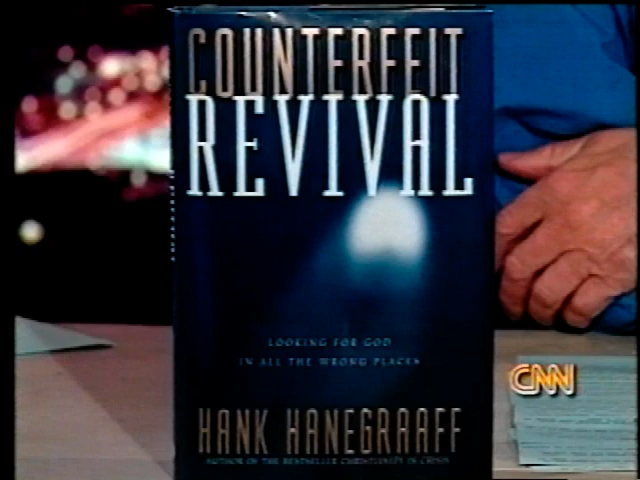 COUNTERFEIT
REVIVAL
LOOKING FOR GOD
IN ALL THE WRONG PLACES
HANK HANEGRAAFF
AUTHOR OF THE BESTSELLER CHRISTIANITY IN CRISIS
CNN